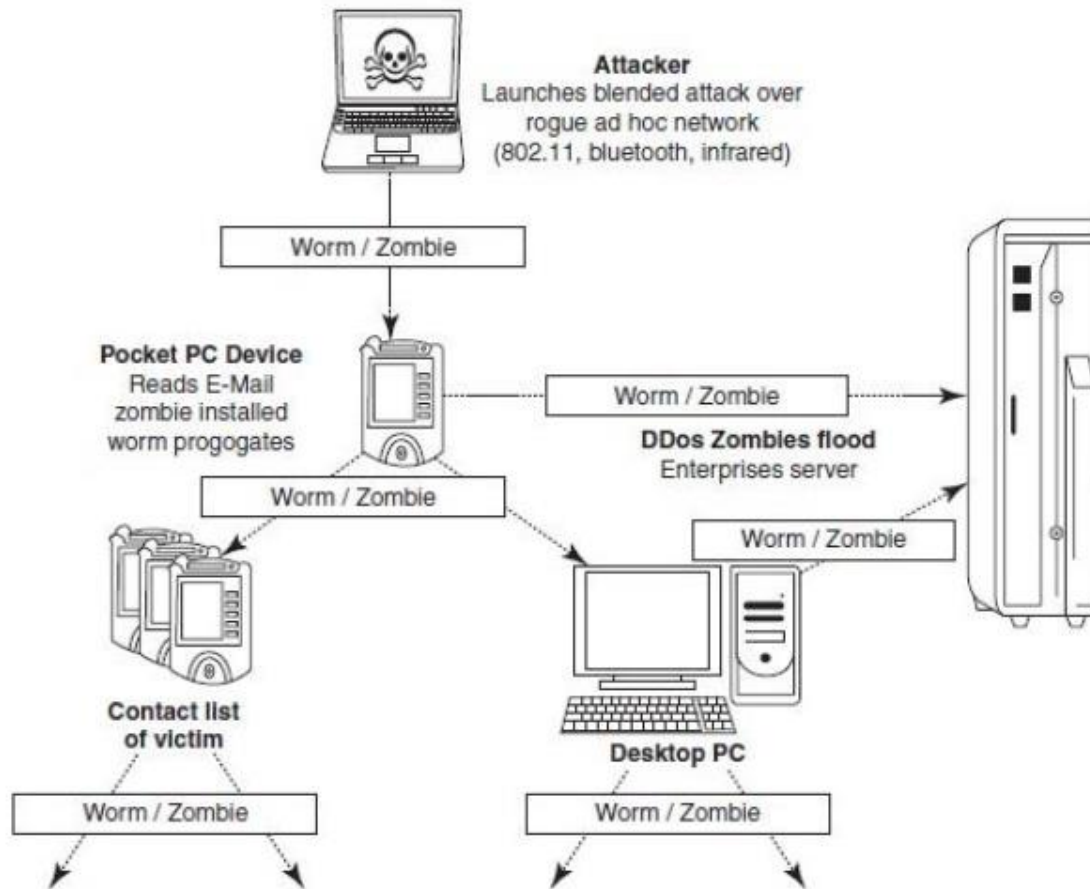 Attacker
Launches blended attack over
rogue ad hoc network
(802.11, bluetooth, infrared)
Worm / Zombie
Pocket PC Device
Reads E-Mail
zombie installed
worm progogates
Worm / Zombie
DDos Zombies flood
Enterprises server
Worm / Zombie
Worm / Zombie
Contact list
of victim
Desktop PC
Worm / Zombie
Worm / Zombie